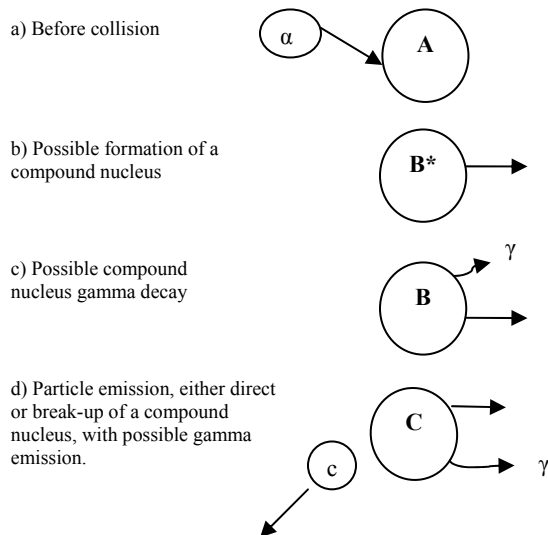 a) Before collision
α
A
b) Possible formation of a
compound nucleus
B*
c) Possible compound
nucleus gamma decay
γ
B
d) Particle emission, either direct
or break-up of a compound
nucleus, with possible gamma
emission.
C
c
γ